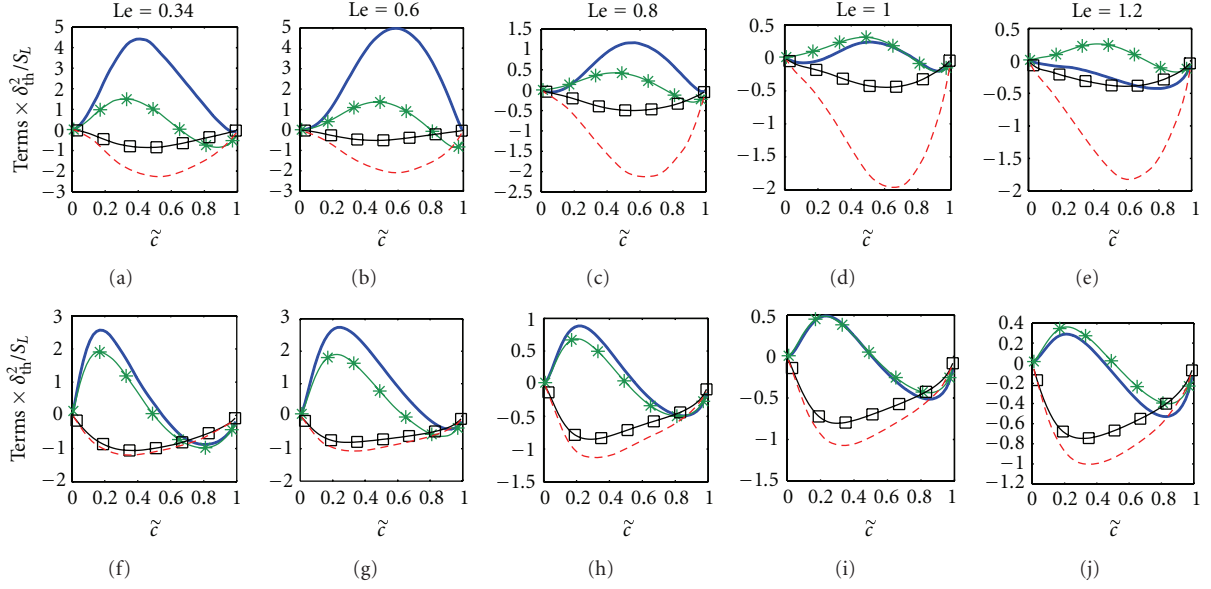 Le = 0.34 Le = 0.6 Le = 0.8 Le = 1 Le = 1.2
Terms × δ²th/SL
5 4 3 2 1 0 −1 −2 −3
0 0.2 0.4 0.6 0.8 1
c̃
(a)
5 4 3 2 1 0 −1 −2 −3
0 0.2 0.4 0.6 0.8 1
c̃
(b)
2 1.5 1 0.5 0 −0.5 −1 −1.5 −2 −2.5
0 0.2 0.4 0.6 0.8 1
c̃
(c)
0.5 0 −0.5 −1 −1.5 −2
0 0.2 0.4 0.6 0.8 1
c̃
(d)
1 0.5 0 −0.5 −1 −1.5 −2
0 0.2 0.4 0.6 0.8 1
c̃
(e)
Terms × δ²th/SL
3 2 1 0 −1 −2
0 0.2 0.4 0.6 0.8 1
c̃
(f)
4 3 2 1 0 −1 −2
0 0.2 0.4 0.6 0.8 1
c̃
(g)
1 0.5 0 −0.5 −1 −1.5
0 0.2 0.4 0.6 0.8 1
c̃
(h)
0.5 0 −0.5 −1 −1.5
0 0.2 0.4 0.6 0.8 1
c̃
(i)
0.4 0.2 0 −0.2 −0.4 −0.6 −0.8 −1 −1.2
0 0.2 0.4 0.6 0.8 1
c̃
(j)